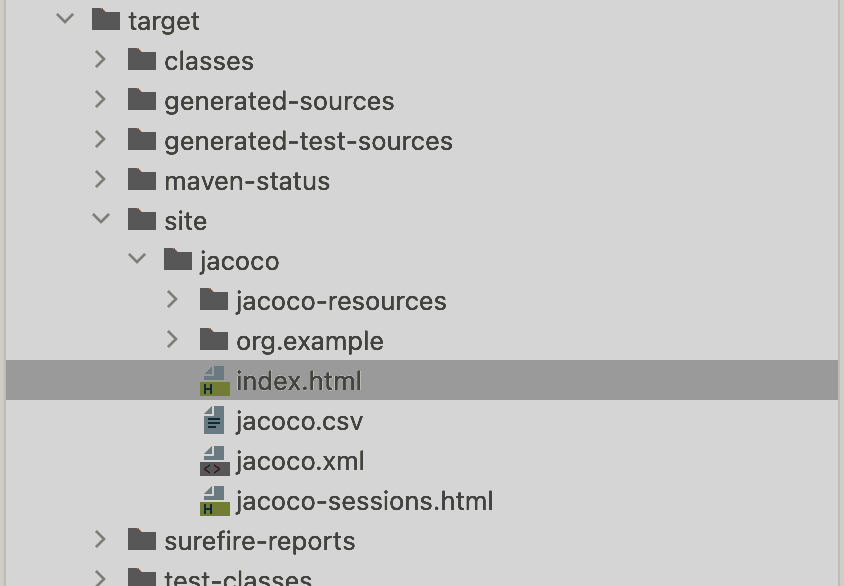 target
classes
generated-sources
generated-test-sources
maven-status
site
jacoco
jacoco-resources
org.example
index.html
jacoco.csv
jacoco.xml
jacoco-sessions.html
surefire-reports
test-classes